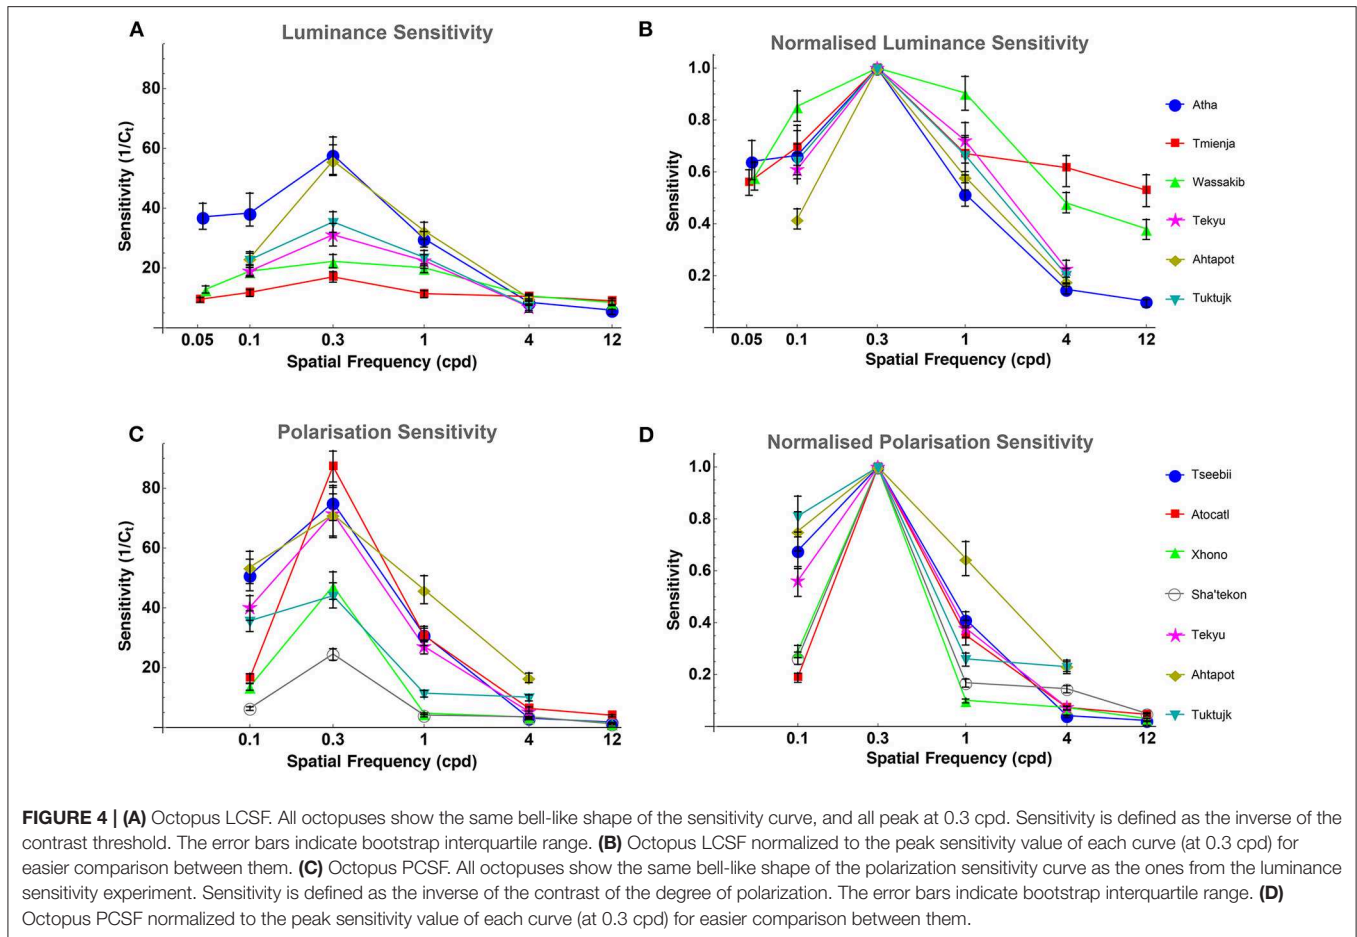 A
Luminance Sensitivity
Sensitivity (1/Ct)
80
60
40
20
0.05 0.1 0.3 1 4 12
Spatial Frequency (cpd)
B
Normalised Luminance Sensitivity
Sensitivity
1.0
0.8
0.6
0.4
0.2
0.05 0.1 0.3 1 4 12
Spatial Frequency (cpd)
Atha
Tmienja
Wassakib
Tekyu
Ahtapot
Tuktujk
C
Polarisation Sensitivity
Sensitivity (1/Ct)
80
60
40
20
0.1 0.3 1 4 12
Spatial Frequency (cpd)
D
Normalised Polarisation Sensitivity
Sensitivity
1.0
0.8
0.6
0.4
0.2
0.1 0.3 1 4 12
Spatial Frequency (cpd)
Tseebii
Atocatl
Xhono
Sha'tekon
Tekyu
Ahtapot
Tuktujk
FIGURE 4 | (A) Octopus LCSF. All octopuses show the same bell-like shape of the sensitivity curve, and all peak at 0.3 cpd. Sensitivity is defined as the inverse of the
contrast threshold. The error bars indicate bootstrap interquartile range. (B) Octopus LCSF normalized to the peak sensitivity value of each curve (at 0.3 cpd) for
easier comparison between them. (C) Octopus PCSF. All octopuses show the same bell-like shape of the polarization sensitivity curve as the ones from the luminance
sensitivity experiment. Sensitivity is defined as the inverse of the contrast of the degree of polarization. The error bars indicate bootstrap interquartile range. (D)
Octopus PCSF normalized to the peak sensitivity value of each curve (at 0.3 cpd) for easier comparison between them.